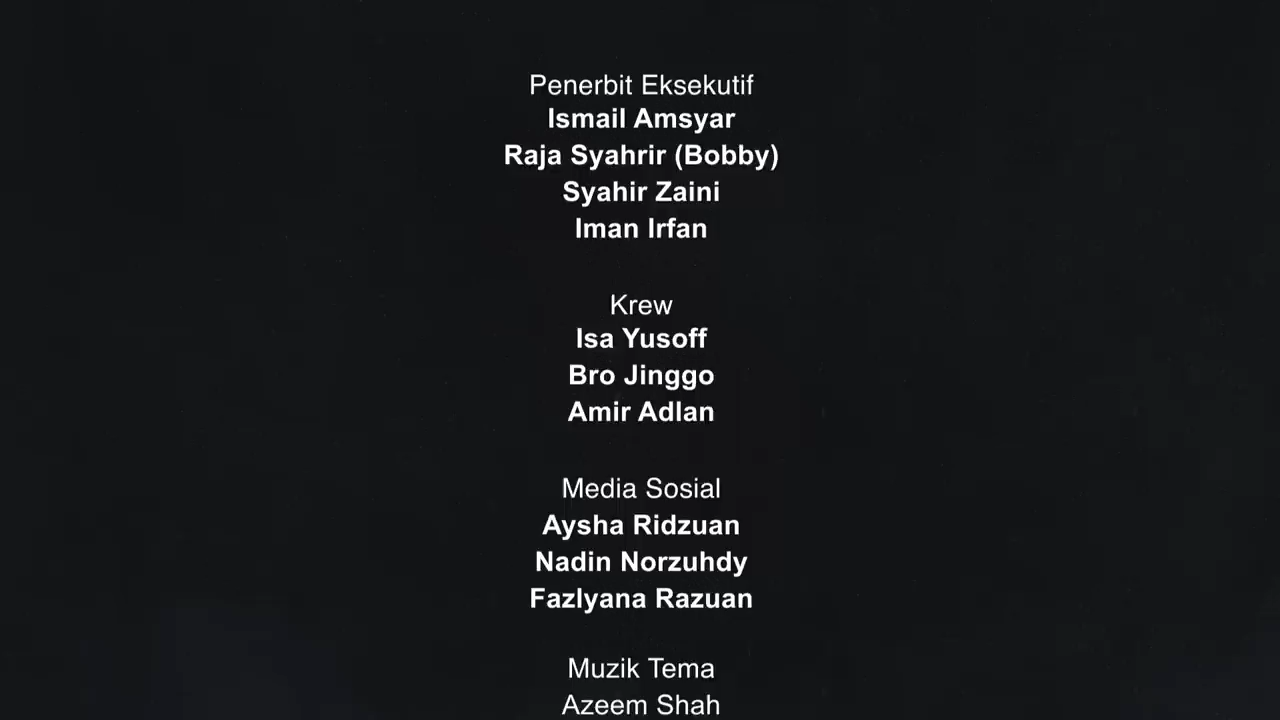 Penerbit Eksekutif
Ismail Amsyar
Raja Syahrir (Bobby)
Syahir Zaini
Iman Irfan
Krew
Isa Yusoff
Bro Jinggo
Amir Adlan
Media Sosial
Aysha Ridzuan
Nadin Norzuhdy
Fazlyana Razuan
Muzik Tema
Azeem Shah